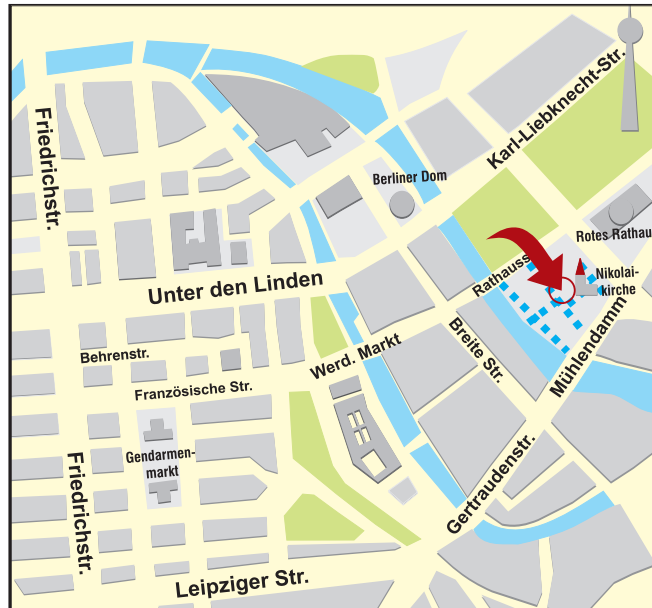 Karl-Liebknecht-Str.
Friedrichstr.
Berliner Dom
Rotes Rathau
Rathauss
Nikolai-
kirche
Unter den Linden
Mühlendamm
Breite Str.
Werd. Markt
Behrenstr.
Französische Str.
Gendarmen-
markt
Friedrichstr.
Gertraudenstr.
Leipziger Str.